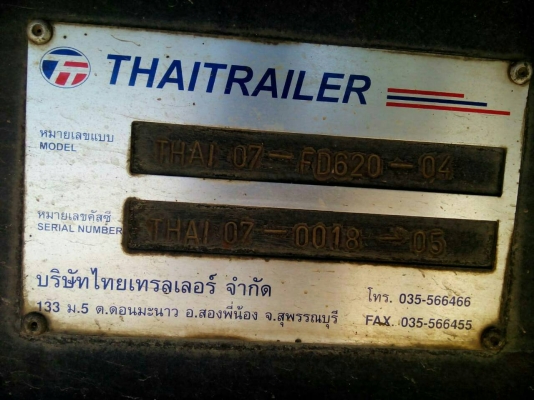 THAITRAILER
หมายเลขแบบ
MODEL
THAI 07-FD620-04
หมายเลขคัสซี
SERIAL NUMBER
THAI 07-0018-05
บริษัทไทยเทรลเลอร์ จำกัด
133 ม.5 ต.ดอนมะนาว อ.สองพี่น้อง จ.สุพรรณบุรี
โทร. 035-566466
FAX. 035-566455